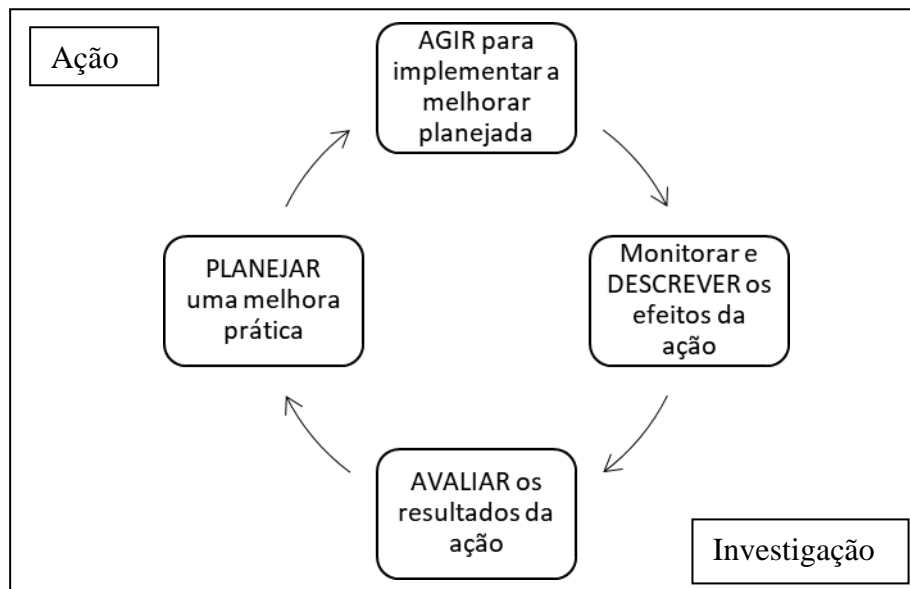 Ação
AGIR para
implementar a
melhorar
planejada
Monitorar e
DESCREVER os
efeitos da
ação
PLANEJAR
uma melhora
prática
AVALIAR os
resultados da
ação
Investigação